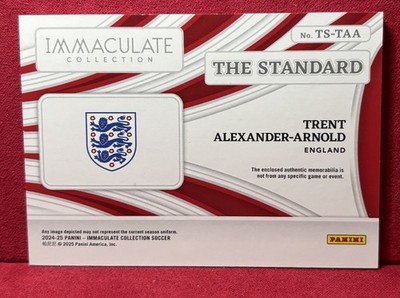 IMMACULATE
COLLECTION
No. TS-TAA
THE STANDARD
TRENT
ALEXANDER-ARNOLD
ENGLAND
The enclosed authentic memorabilia is
not from any specific game or event.
Any image depicted may not represent the current season uniform.
2024-25 PANINI – IMMACULATE COLLECTION SOCCER
© 2025 Panini America, Inc.
PANINI